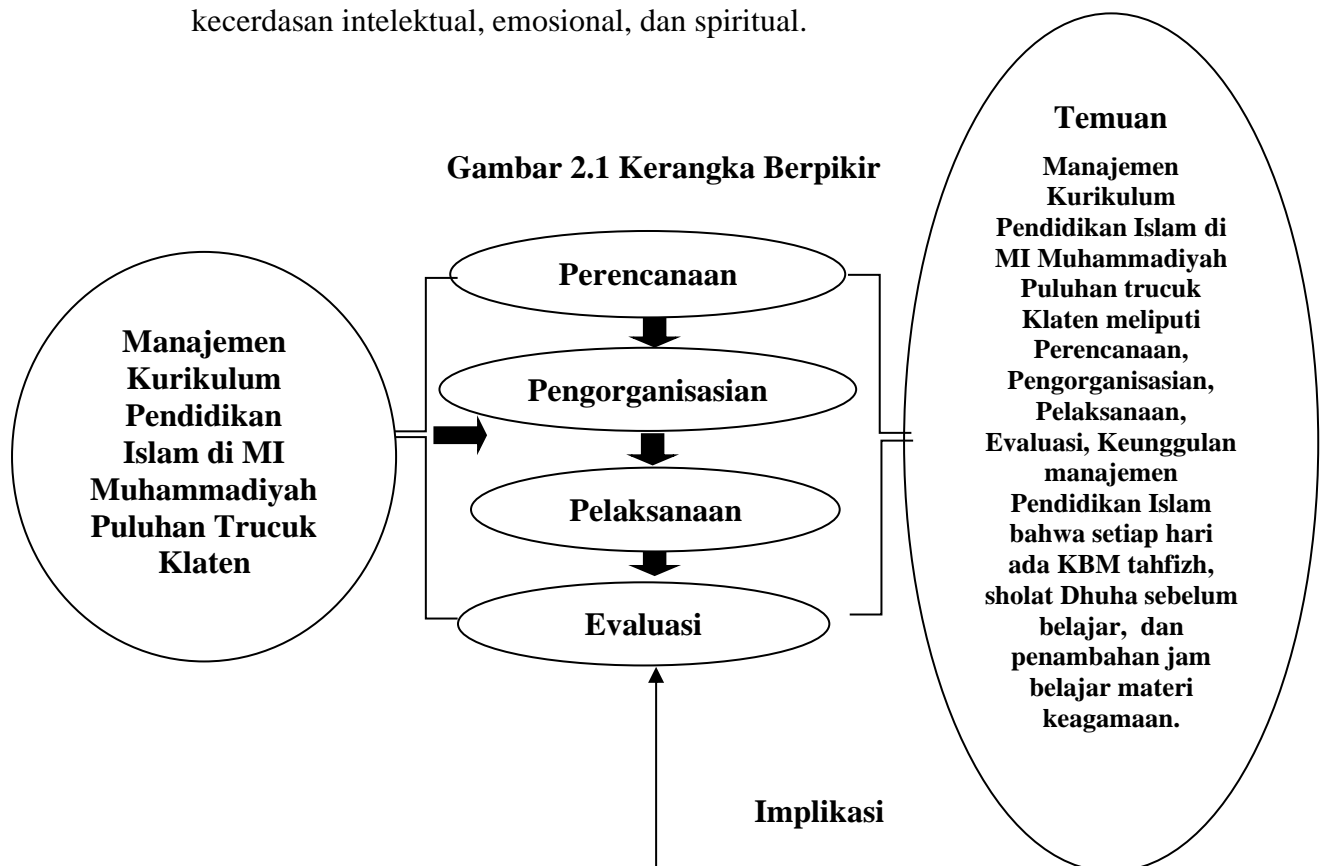 kecerdasan intelektual, emosional, dan spiritual.
Gambar 2.1 Kerangka Berpikir
Manajemen
Kurikulum
Pendidikan
Islam di MI
Muhammadiyah
Puluhan Trucuk
Klaten
Perencanaan
Pengorganisasian
Pelaksanaan
Evaluasi
Temuan
Manajemen
Kurikulum
Pendidikan Islam di
MI Muhammadiyah
Puluhan trucuk
Klaten meliputi
Perencanaan,
Pengorganisasian,
Pelaksanaan,
Evaluasi, Keunggulan
manajemen
Pendidikan Islam
bahwa setiap hari
ada KBM tahfizh,
sholat Dhuha sebelum
belajar, dan
penambahan jam
belajar materi
keagamaan.
Implikasi